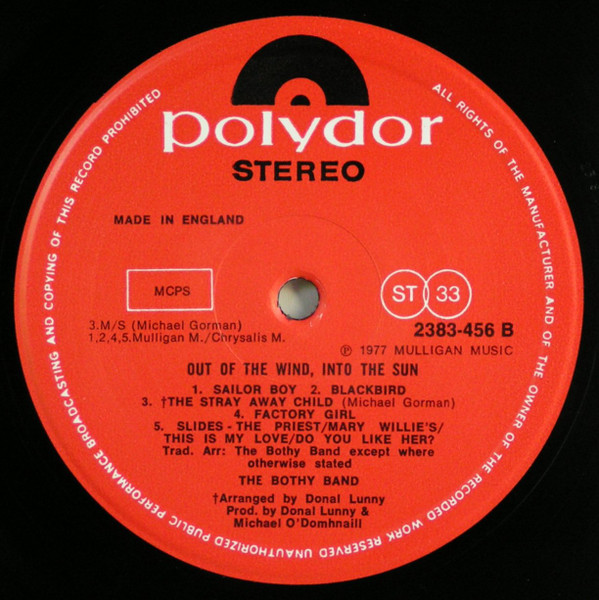 polydor
STEREO
MADE IN ENGLAND
MCPS
ST 33
3.M/S (Michael Gorman)
1,2,4,5.Mulligan M./Chrysalis M.
2383-456 B
℗ 1977 MULLIGAN MUSIC
OUT OF THE WIND, INTO THE SUN
1. SAILOR BOY 2. BLACKBIRD
3. †THE STRAY AWAY CHILD (Michael Gorman)
4. FACTORY GIRL
5. SLIDES - THE PRIEST/MARY WILLIE'S/
THIS IS MY LOVE/DO YOU LIKE HER?
Trad. Arr: The Bothy Band except where
otherwise stated
THE BOTHY BAND
†Arranged by Donal Lunny
Prod. by Donal Lunny &
Michael O'Domhnaill
ALL RIGHTS OF THE MANUFACTURER AND OF THE OWNER OF THE RECORDED WORK RESERVED UNAUTHORIZED PUBLIC PERFORMANCE BROADCASTING AND COPYING OF THIS RECORD PROHIBITED